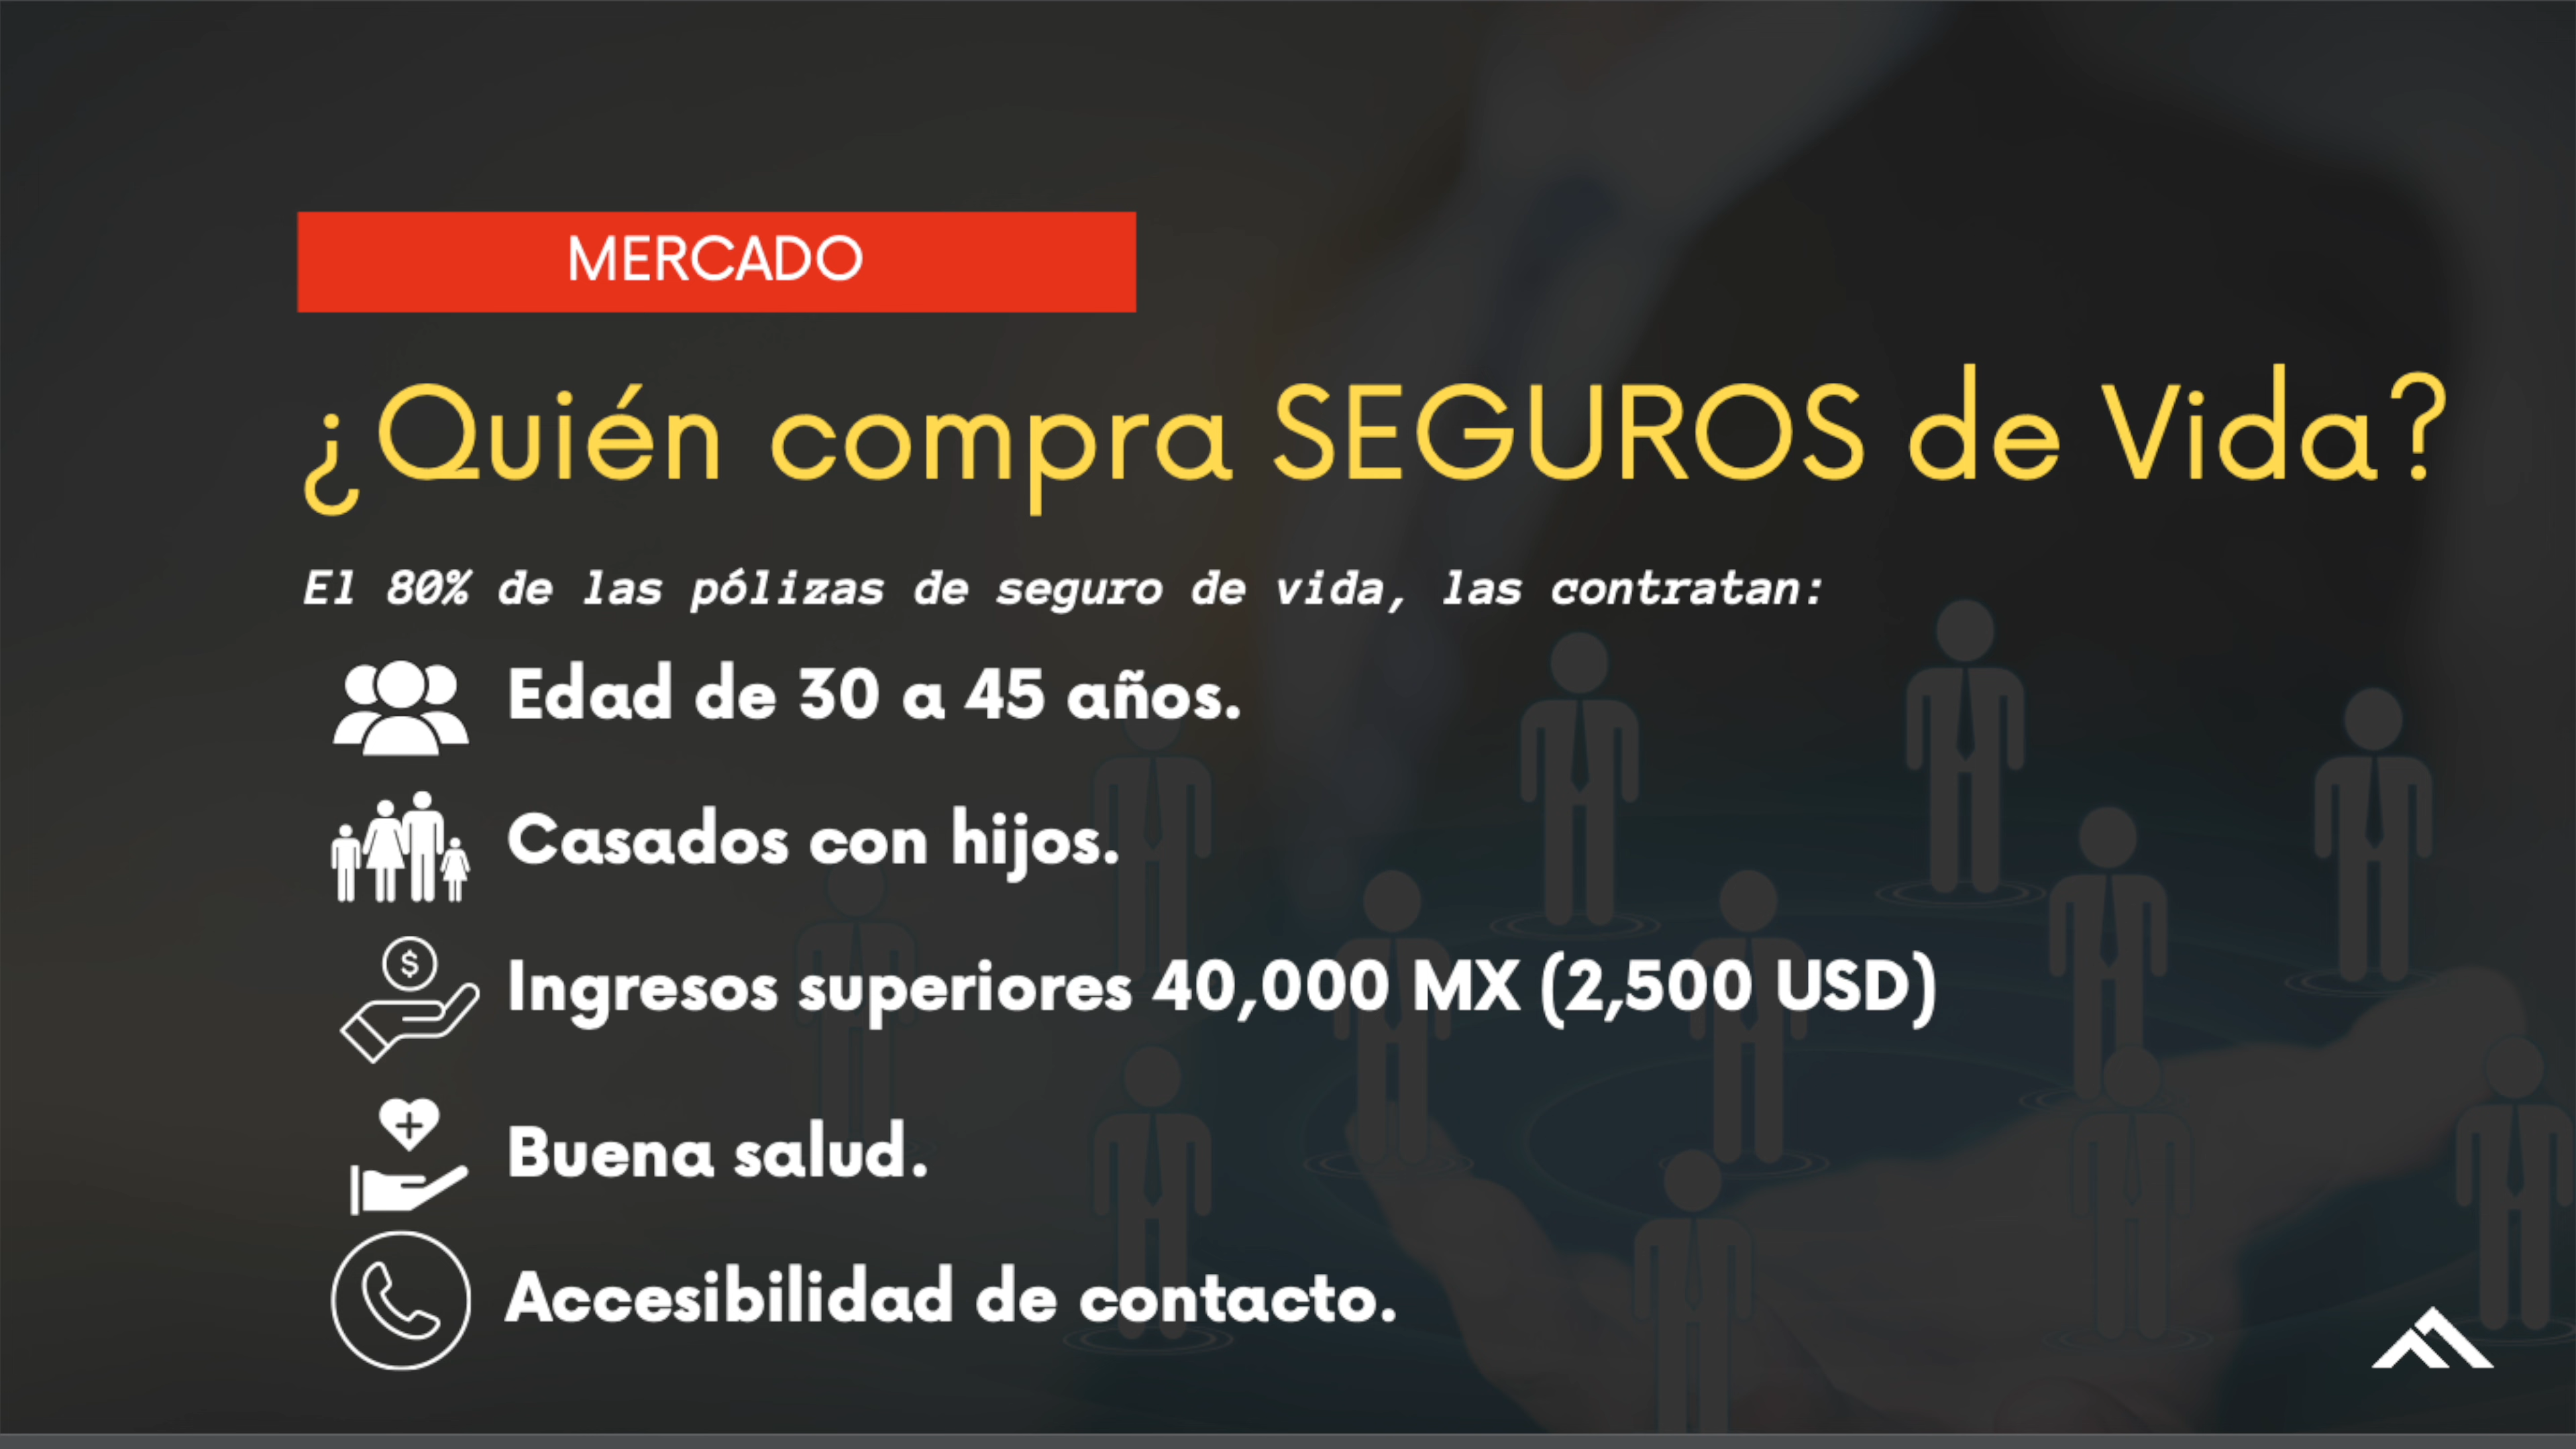 MERCADO
¿Quién compra SEGUROS de Vida?
El 80% de las pólizas de seguro de vida, las contratan:
Edad de 30 a 45 años.
Casados con hijos.
$
Ingresos superiores 40,000 MX (2,500 USD)
Buena salud.
Accesibilidad de contacto.